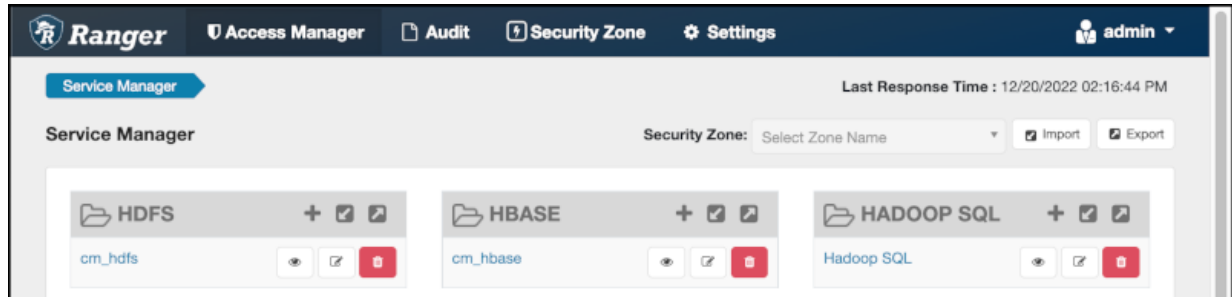 Ranger Access Manager Audit Security Zone Settings admin
Service Manager Last Response Time : 12/20/2022 02:16:44 PM
Service Manager Security Zone: Select Zone Name Import Export
HDFS HBASE HADOOP SQL
cm_hdfs cm_hbase Hadoop SQL